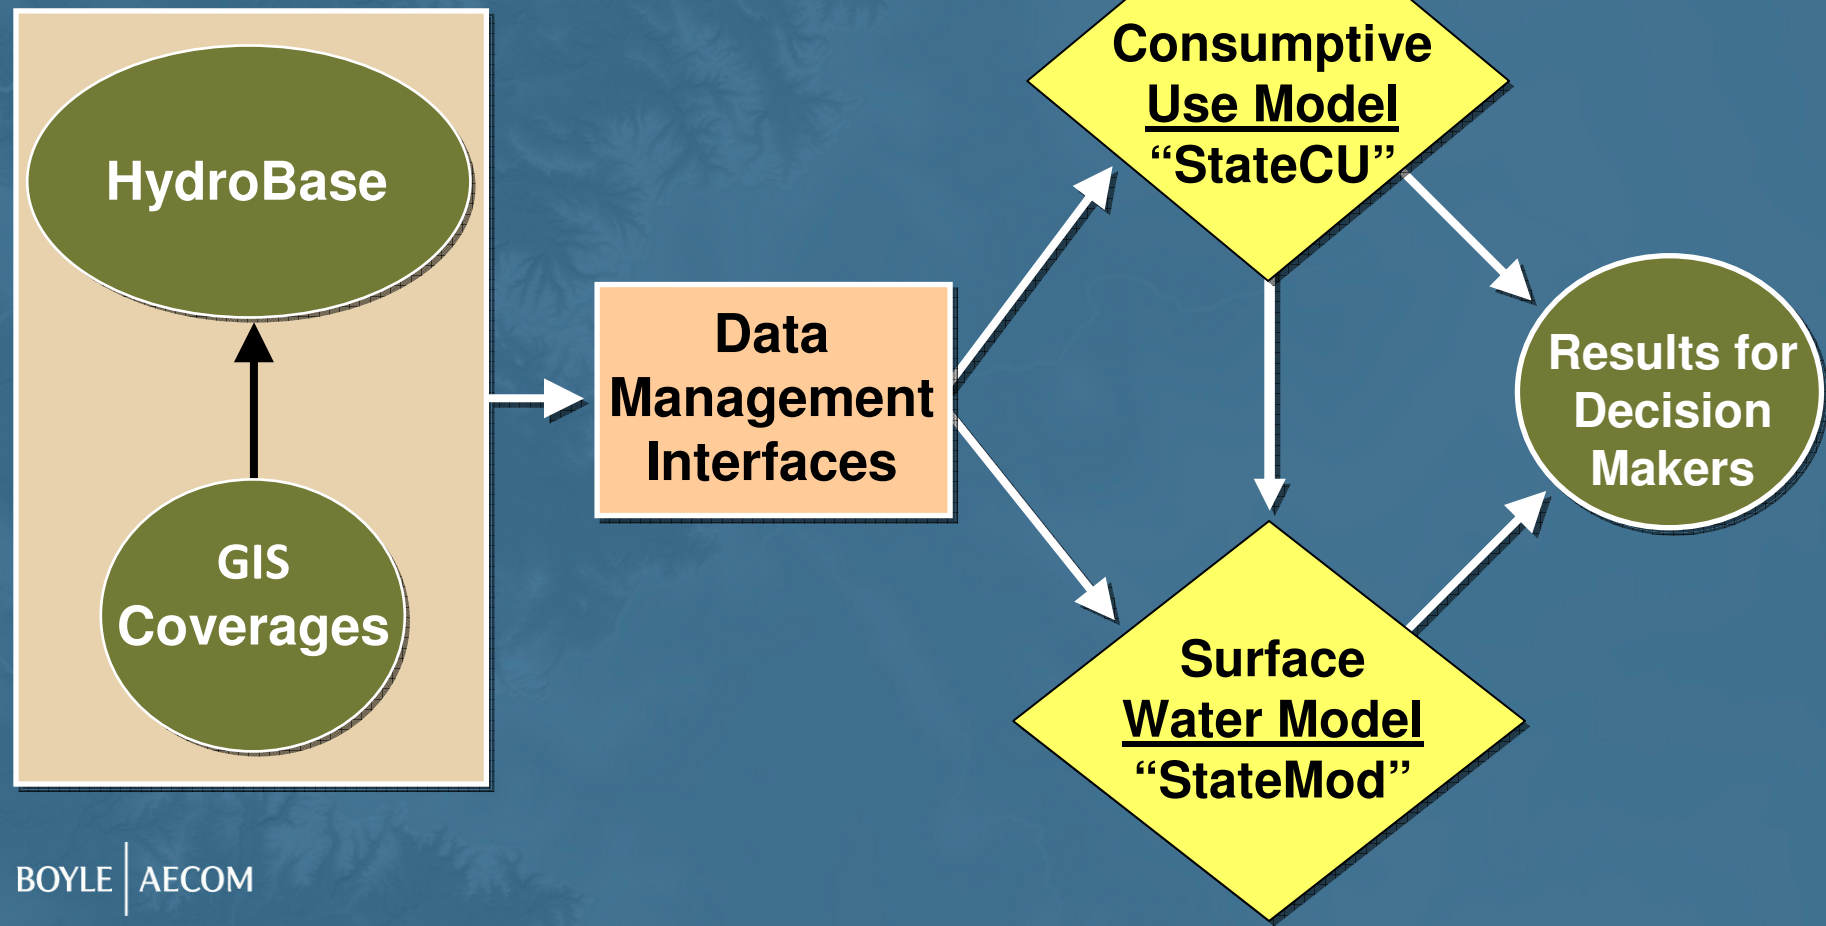 HydroBase
GIS
Coverages
Data
Management
Interfaces
Consumptive
Use Model
“StateCU”
Surface
Water Model
“StateMod”
Results for
Decision
Makers
BOYLE | AECOM